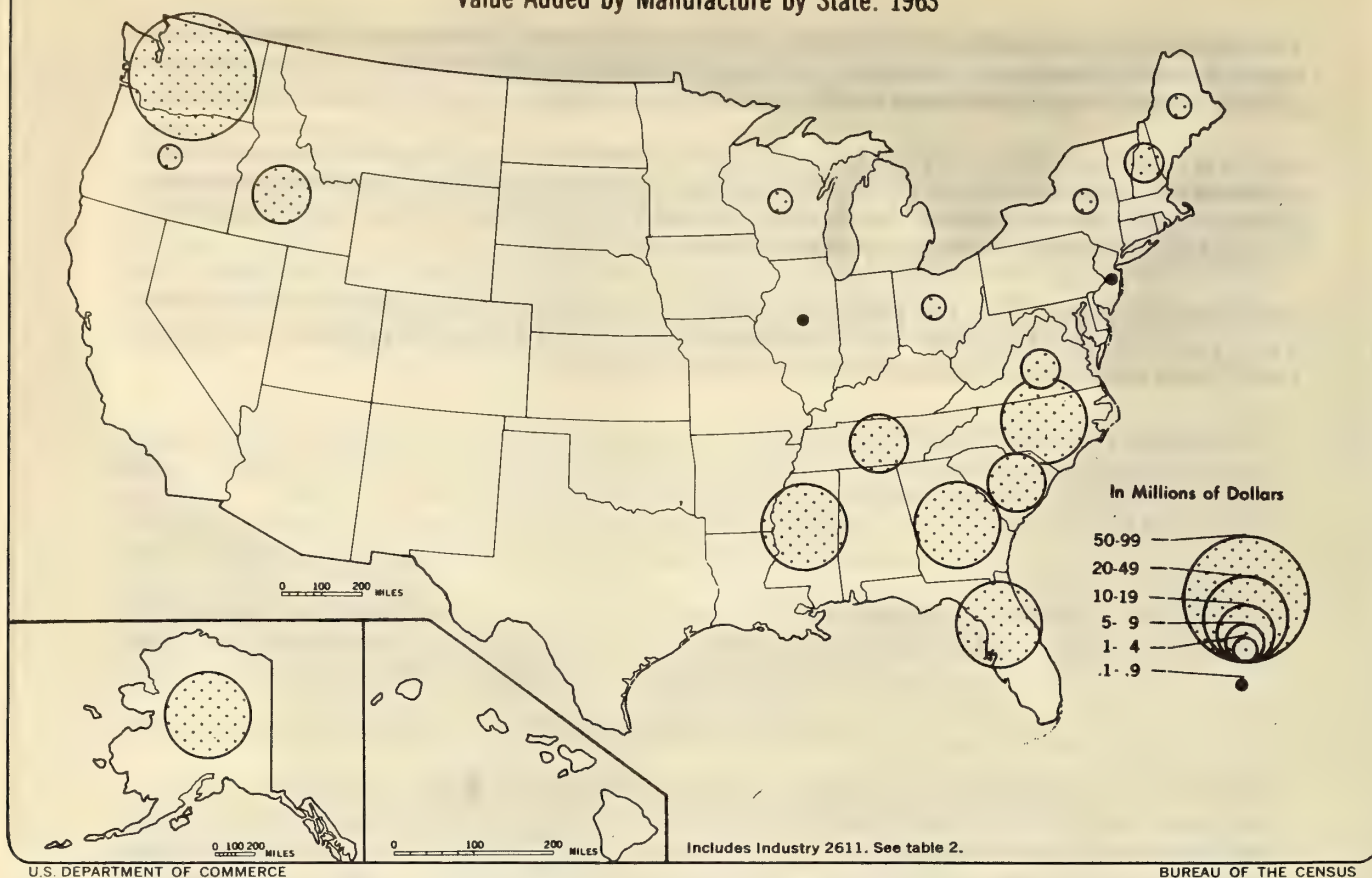 Value Added by Manufacture by State: 1963
In Millions of Dollars
50-99
20-49
10-19
5- 9
1- 4
.1- .9
0 100 200 MILES
0 100 200 MILES
0 100 200 MILES
Includes Industry 2611. See table 2.
U.S. DEPARTMENT OF COMMERCE
BUREAU OF THE CENSUS